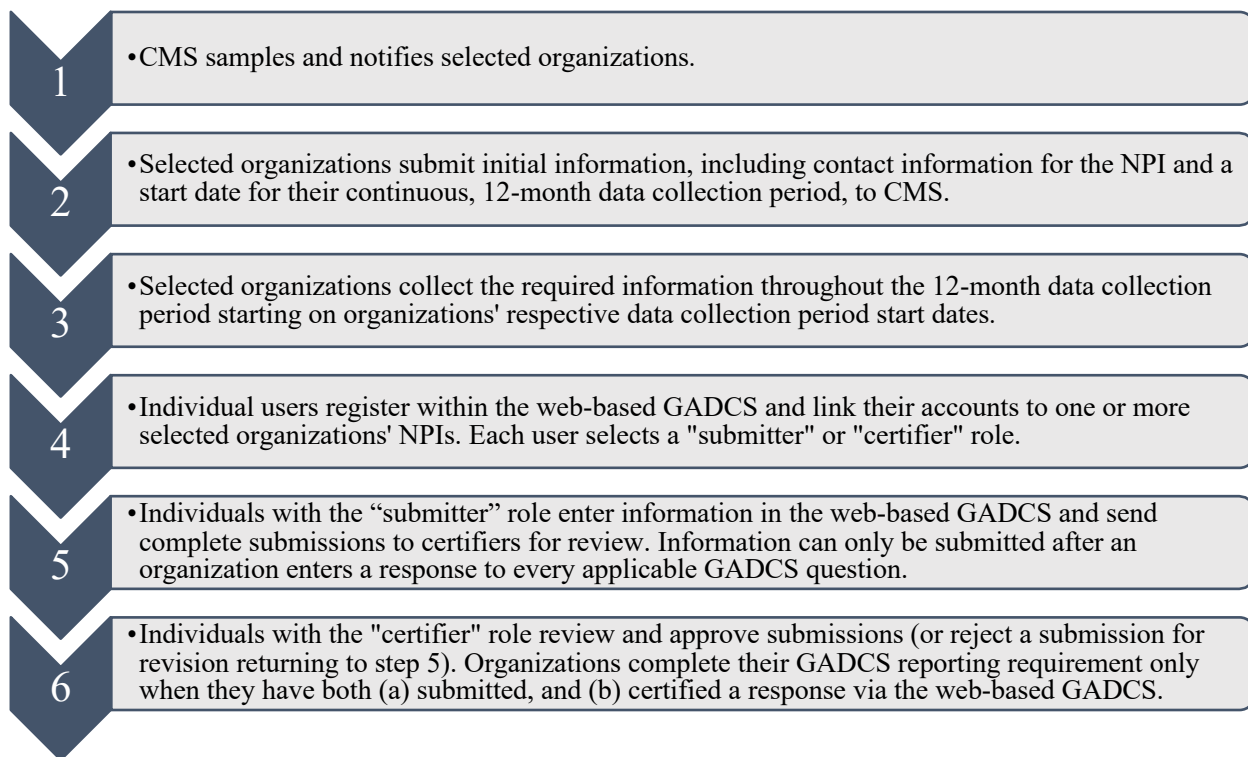 1
•CMS samples and notifies selected organizations.
2
•Selected organizations submit initial information, including contact information for the NPI and a
start date for their continuous, 12-month data collection period, to CMS.
3
•Selected organizations collect the required information throughout the 12-month data collection
period starting on organizations' respective data collection period start dates.
4
•Individual users register within the web-based GADCS and link their accounts to one or more
selected organizations' NPIs. Each user selects a "submitter" or "certifier" role.
5
•Individuals with the “submitter” role enter information in the web-based GADCS and send
complete submissions to certifiers for review. Information can only be submitted after an
organization enters a response to every applicable GADCS question.
6
•Individuals with the "certifier" role review and approve submissions (or reject a submission for
revision returning to step 5). Organizations complete their GADCS reporting requirement only
when they have both (a) submitted, and (b) certified a response via the web-based GADCS.